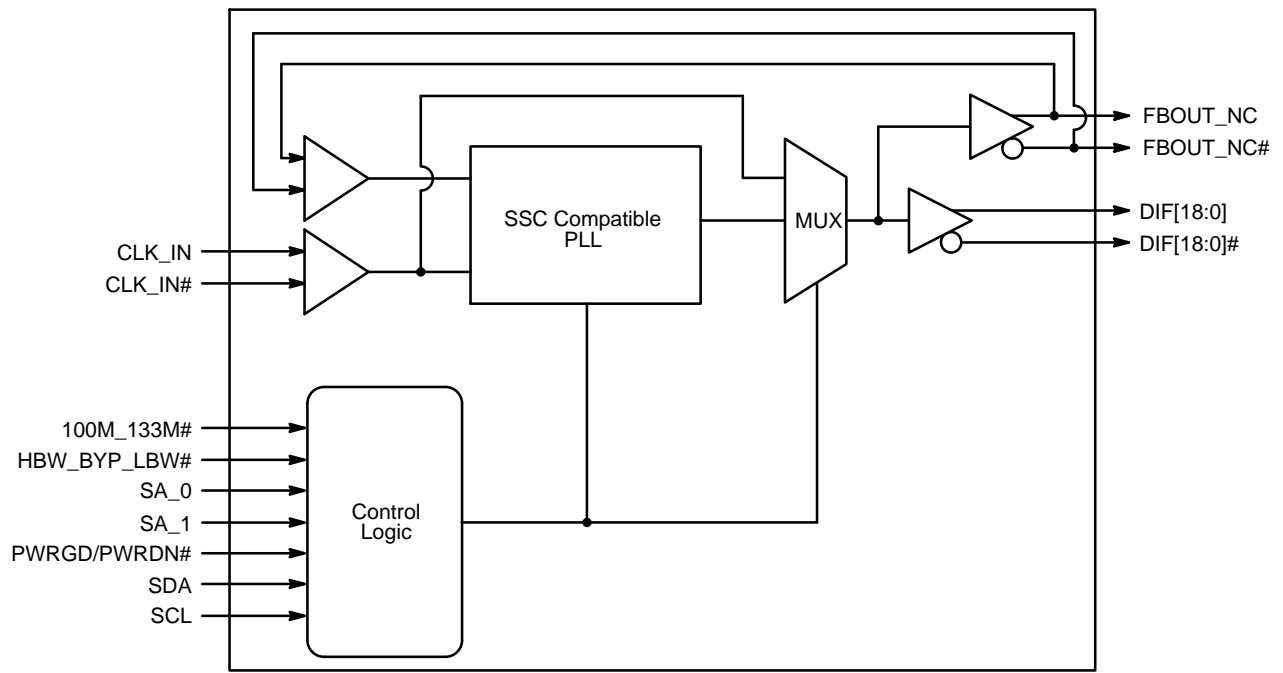 FBOUT_NC
FBOUT_NC#
SSC Compatible
PLL
MUX
DIF[18:0]
DIF[18:0]#
CLK_IN
CLK_IN#
100M_133M#
HBW_BYP_LBW#
SA_0
SA_1
PWRGD/PWRDN#
SDA
SCL
Control
Logic